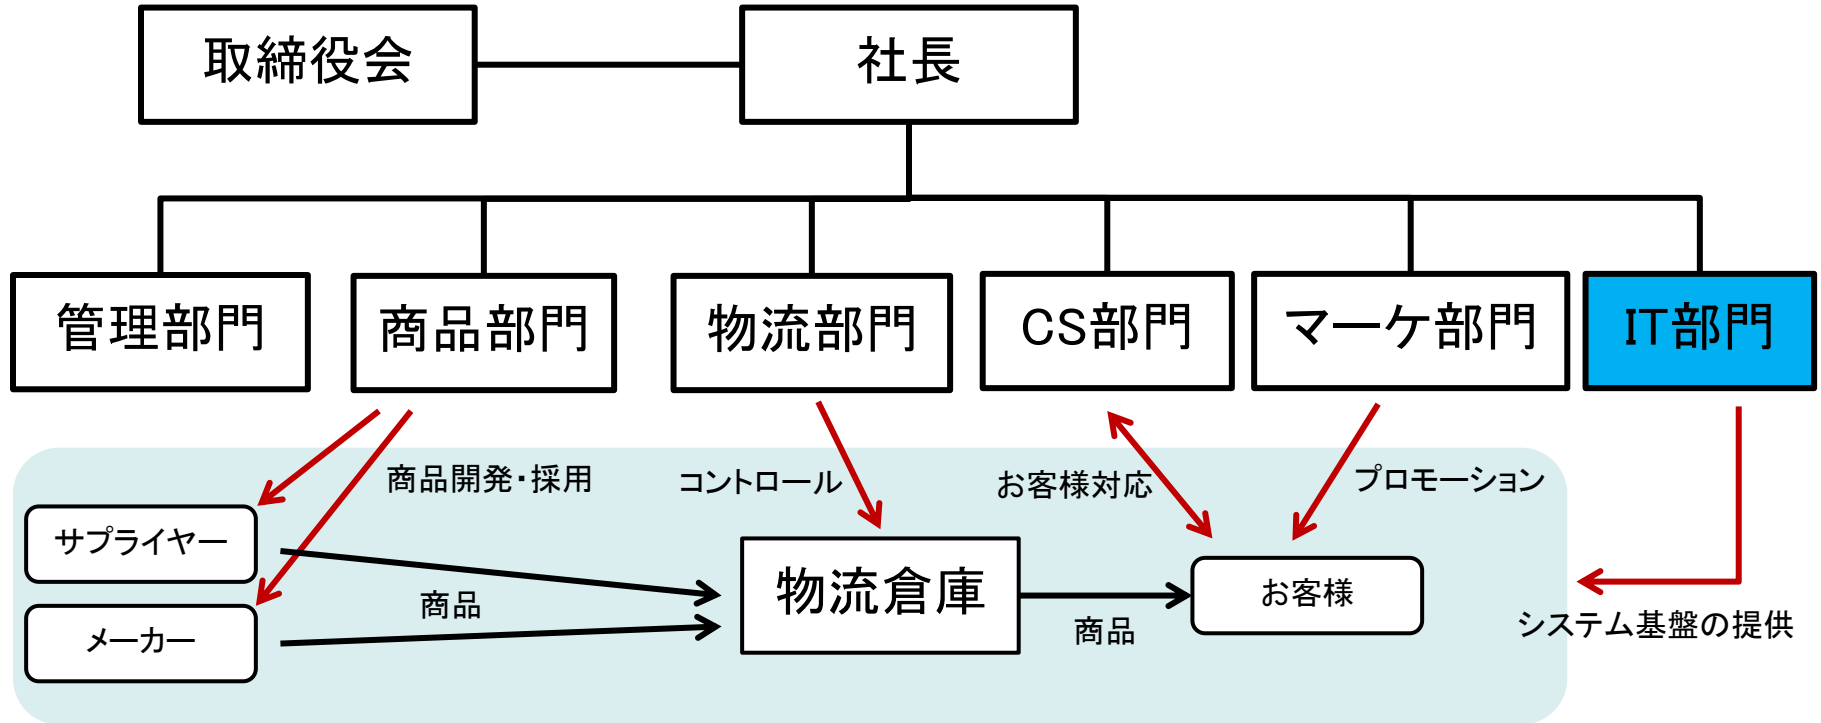 取締役会
社長
管理部門
商品部門
物流部門
CS部門
マーケ部門
IT部門
商品開発・採用
コントロール
お客様対応
プロモーション
サプライヤー
メーカー
商品
物流倉庫
商品
お客様
システム基盤の提供